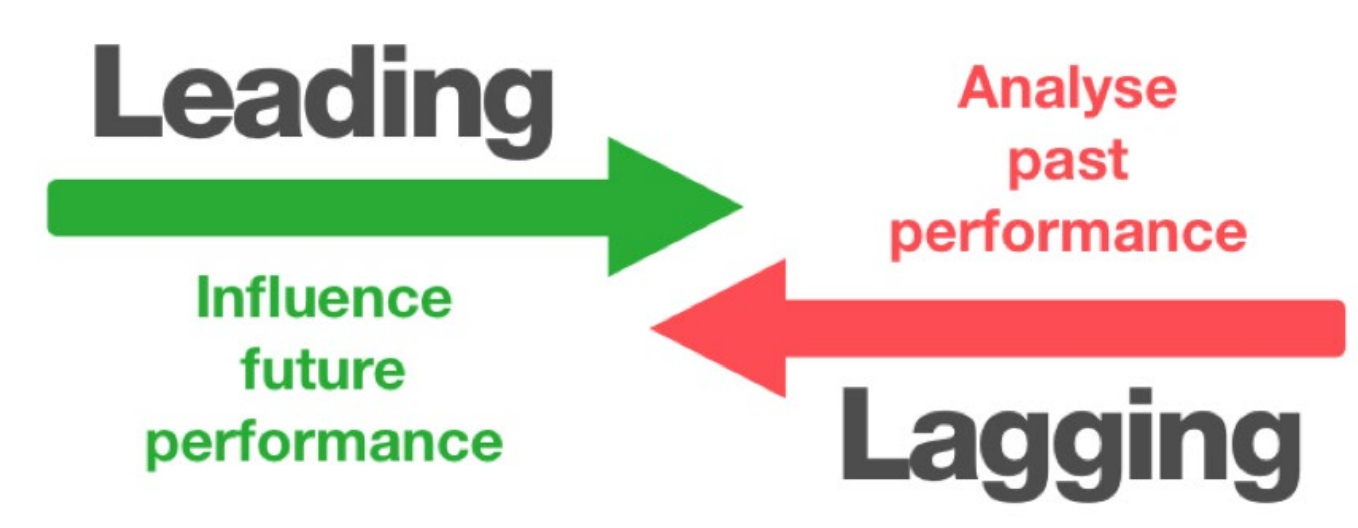 Leading
Influence
future
performance
Analyse
past
performance
Lagging